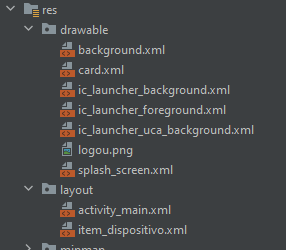 res
drawable
background.xml
card.xml
ic_launcher_background.xml
ic_launcher_foreground.xml
ic_launcher_uca_background.xml
logou.png
splash_screen.xml
layout
activity_main.xml
item_dispositivo.xml